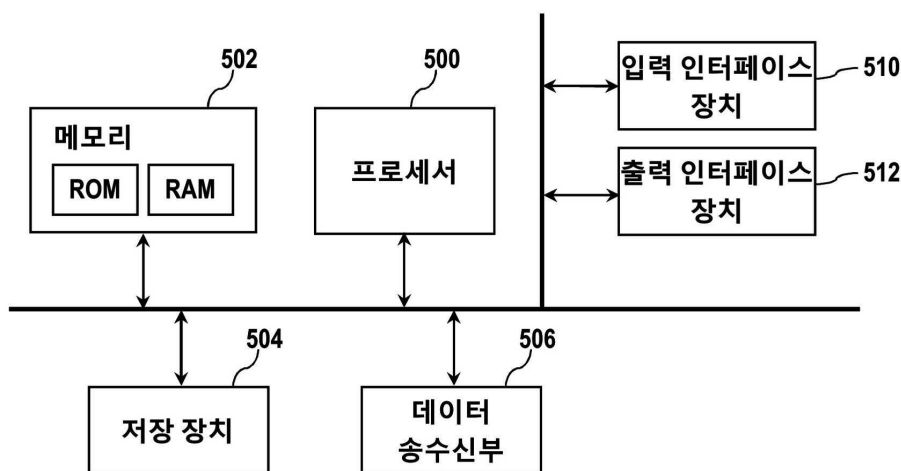 502
메모리
ROM
RAM
500
프로세서
입력 인터페이스
장치
510
출력 인터페이스
장치
512
504
저장 장치
506
데이터
송수신부